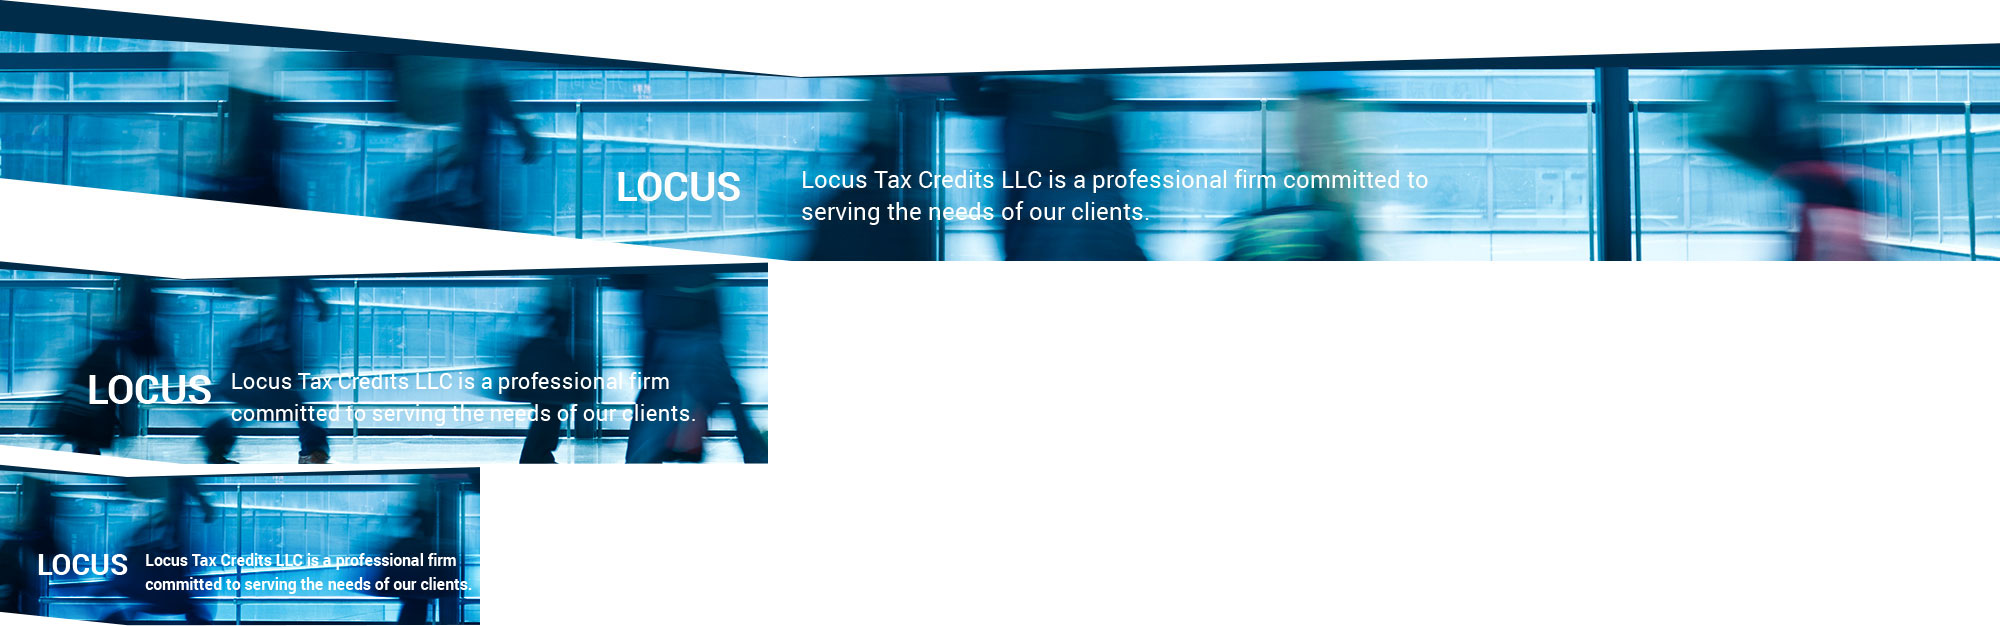 LOCUS
Locus Tax Credits LLC is a professional firm committed to
serving the needs of our clients.
LOCUS
Locus Tax Credits LLC is a professional firm
committed to serving the needs of our clients.
LOCUS
Locus Tax Credits LLC is a professional firm
committed to serving the needs of our clients.